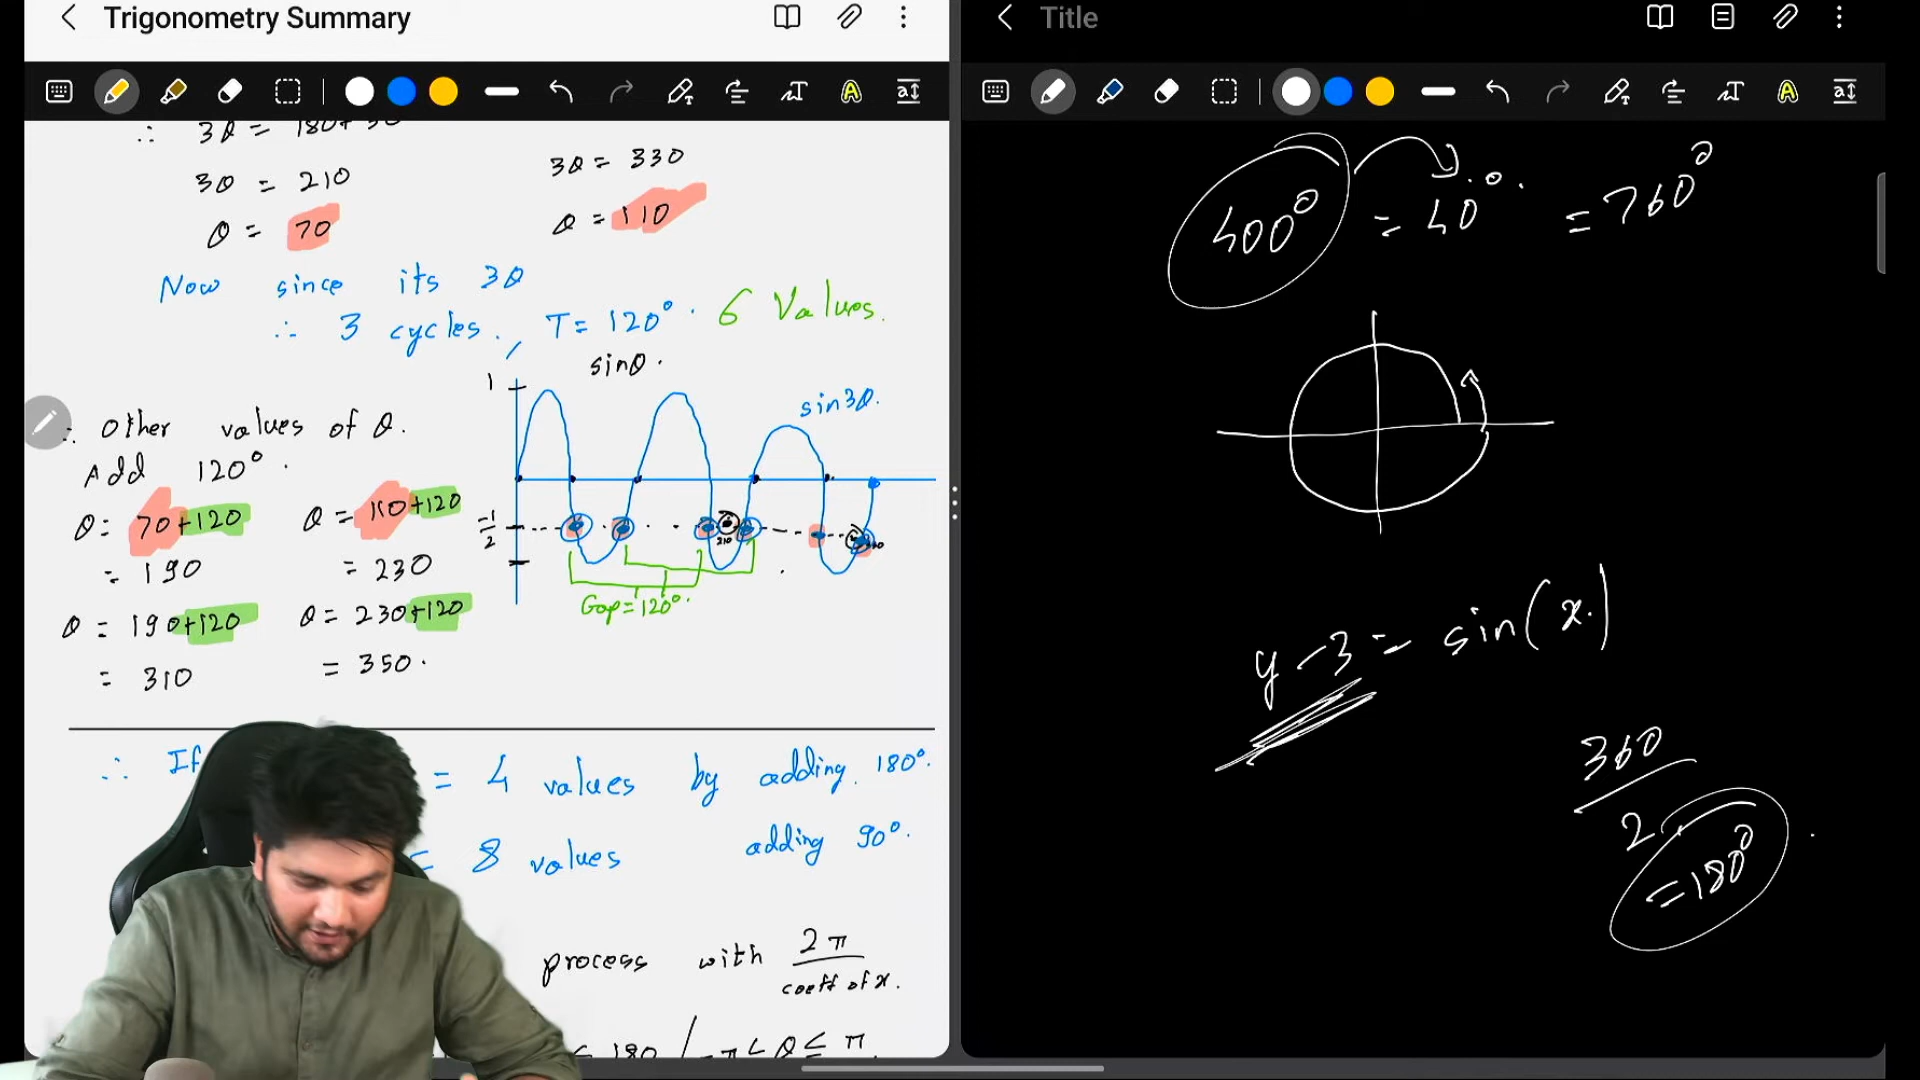 Trigonometry Summary
∴ 3θ = 180+30
3θ = 210
θ = 70
3θ = 330
θ = 110
Now since its 3θ
∴ 3 cycles, T = 120°. 6 Values.
sinθ.
1
sin3θ.
-1/2
210
Gap = 120°.
∴ Other values of θ.
Add 120°.
θ = 70+120
= 190
θ = 190+120
= 310
θ = 110+120
= 230
θ = 230+120
= 350.
∴ If = 4 values by adding 180°.
= 8 values adding 90°.
process with 2π / coeff of x.
≤ 180 / -π < θ ≤ π
Title
400° = 40° = 760°
y-3 = sin(x)
360 / 2
= 180°